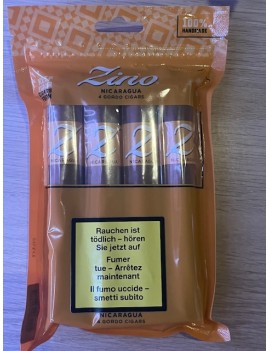 100%
Zino
NICARAGUA
4 GORDO CIGARS
Z Z Z Z
Rauchen ist
tödlich – hören
Sie jetzt auf
Fumer
tue – Arrêtez
maintenant
Il fumo uccide –
smetti subito
NICARAGUA
4 GORDO CIGARS